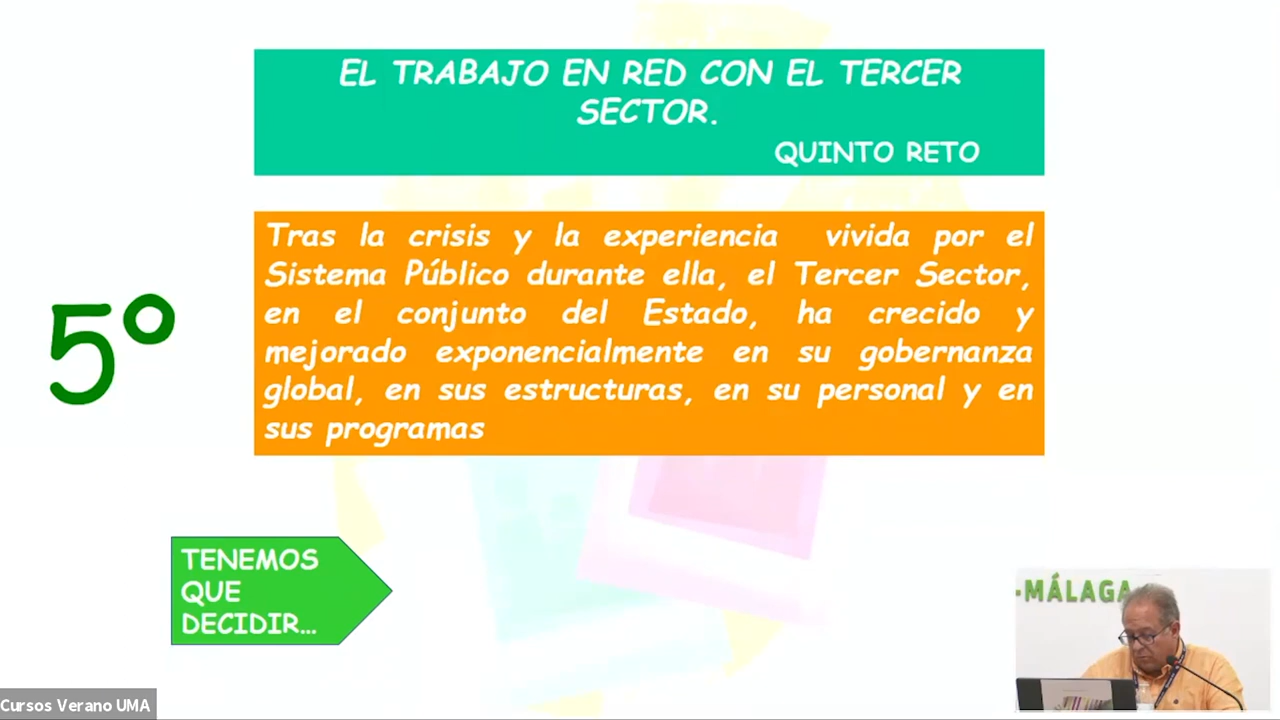 EL TRABAJO EN RED CON EL TERCER
SECTOR.
QUINTO RETO
Tras la crisis y la experiencia vivida por el
Sistema Público durante ella, el Tercer Sector,
en el conjunto del Estado, ha crecido y
mejorado exponencialmente en su gobernanza
global, en sus estructuras, en su personal y en
sus programas
5º
TENEMOS
QUE
DECIDIR...
-MÁLAGA
Cursos Verano UMA